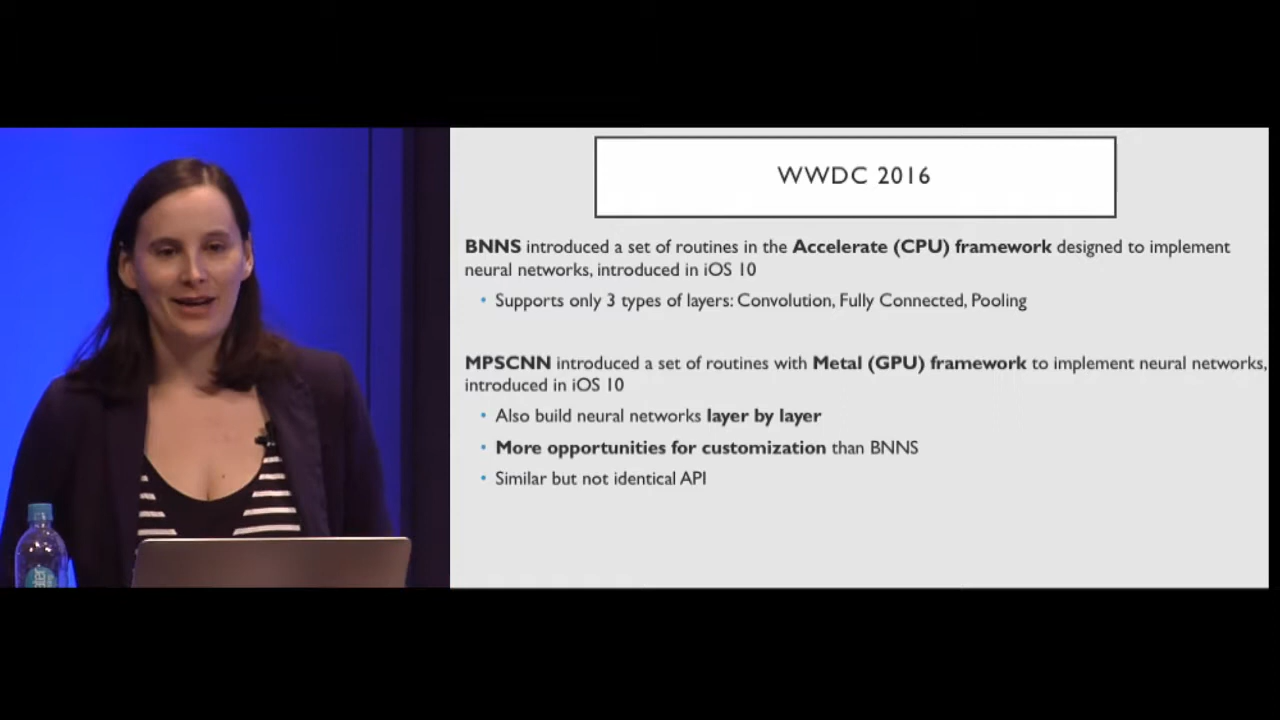 WWDC 2016
BNNS introduced a set of routines in the Accelerate (CPU) framework designed to implement
neural networks, introduced in iOS 10
• Supports only 3 types of layers: Convolution, Fully Connected, Pooling
MPSCNN introduced a set of routines with Metal (GPU) framework to implement neural networks,
introduced in iOS 10
• Also build neural networks layer by layer
• More opportunities for customization than BNNS
• Similar but not identical API